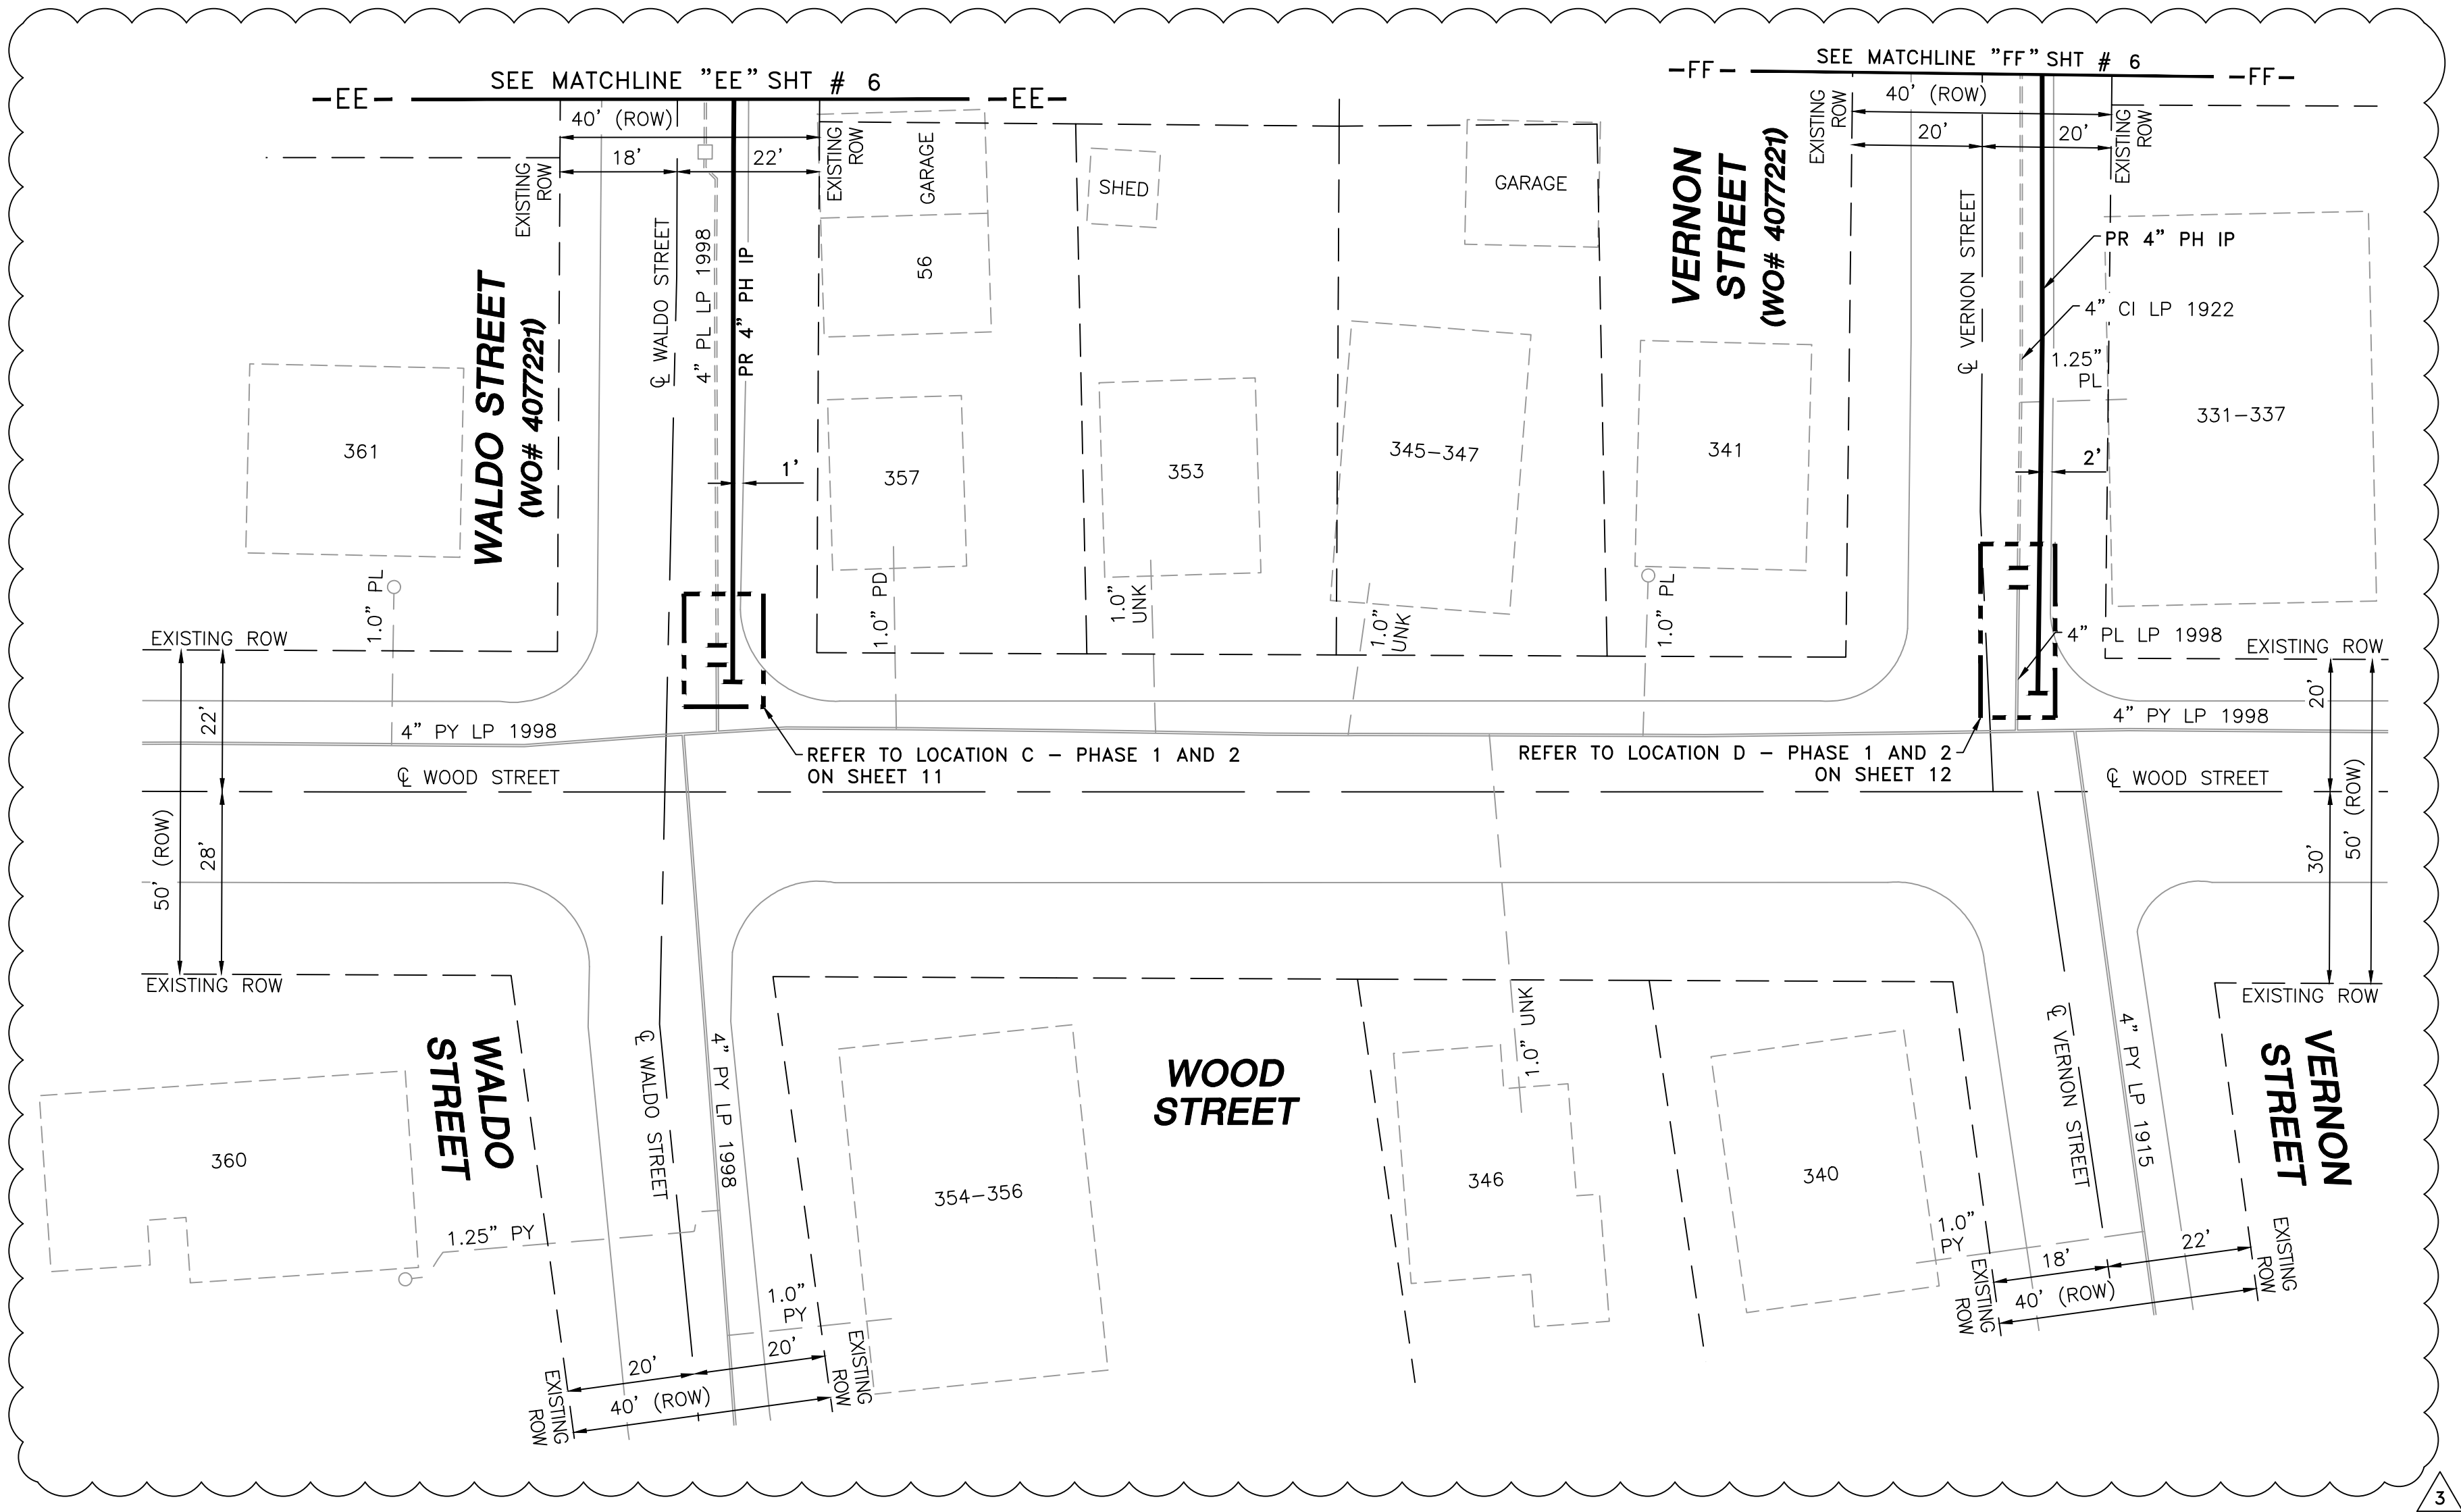 SEE MATCHLINE "EE" SHT # 6
-EE-
-EE-
SEE MATCHLINE "FF" SHT # 6
-FF-
-FF-
40' (ROW)
18'
22'
EXISTING
ROW
EXISTING
ROW
GARAGE
56
SHED
GARAGE
WALDO STREET
(WO# 4077221)
℄ WALDO STREET
4" PL LP 1998
PR 4" PH IP
VERNON
STREET
(WO# 4077221)
EXISTING
ROW
40' (ROW)
20'
20'
EXISTING
ROW
℄ VERNON STREET
PR 4" PH IP
4" CI LP 1922
1.25"
PL
331-337
361
1'
357
353
345-347
341
2'
1.0" PL
1.0" PD
1.0"
UNK
1.0"
UNK
1.0" PL
4" PL LP 1998
EXISTING ROW
EXISTING ROW
22'
20'
4" PY LP 1998
4" PY LP 1998
REFER TO LOCATION C - PHASE 1 AND 2
ON SHEET 11
REFER TO LOCATION D - PHASE 1 AND 2
ON SHEET 12
℄ WOOD STREET
℄ WOOD STREET
50' (ROW)
28'
30'
50' (ROW)
EXISTING ROW
EXISTING ROW
WALDO
STREET
℄ WALDO STREET
4" PY LP 1998
WOOD
STREET
1.0" UNK
℄ VERNON STREET
4" PY LP 1915
VERNON
STREET
360
354-356
346
340
1.25" PY
1.0"
PY
1.0"
PY
18'
22'
40' (ROW)
EXISTING
ROW
EXISTING
ROW
20'
20'
40' (ROW)
EXISTING
ROW
EXISTING
ROW
3